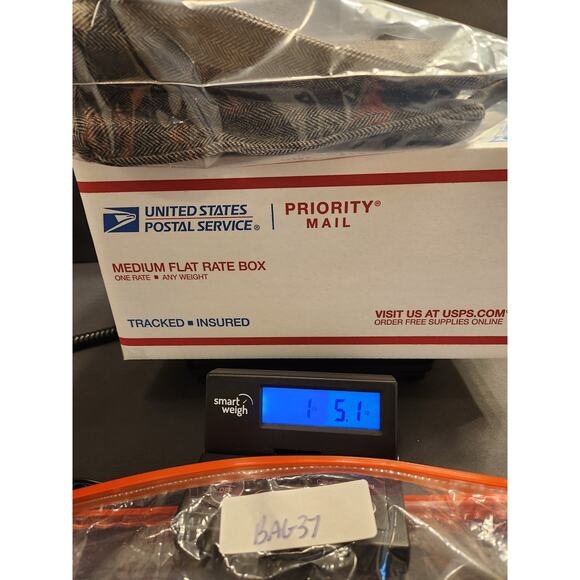 UNITED STATES
POSTAL SERVICE®
PRIORITY®
MAIL
MEDIUM FLAT RATE BOX
ONE RATE ■ ANY WEIGHT
TRACKED ■ INSURED
VISIT US AT USPS.COM®
ORDER FREE SUPPLIES ONLINE
smart
weigh
1 5.1
BAG37